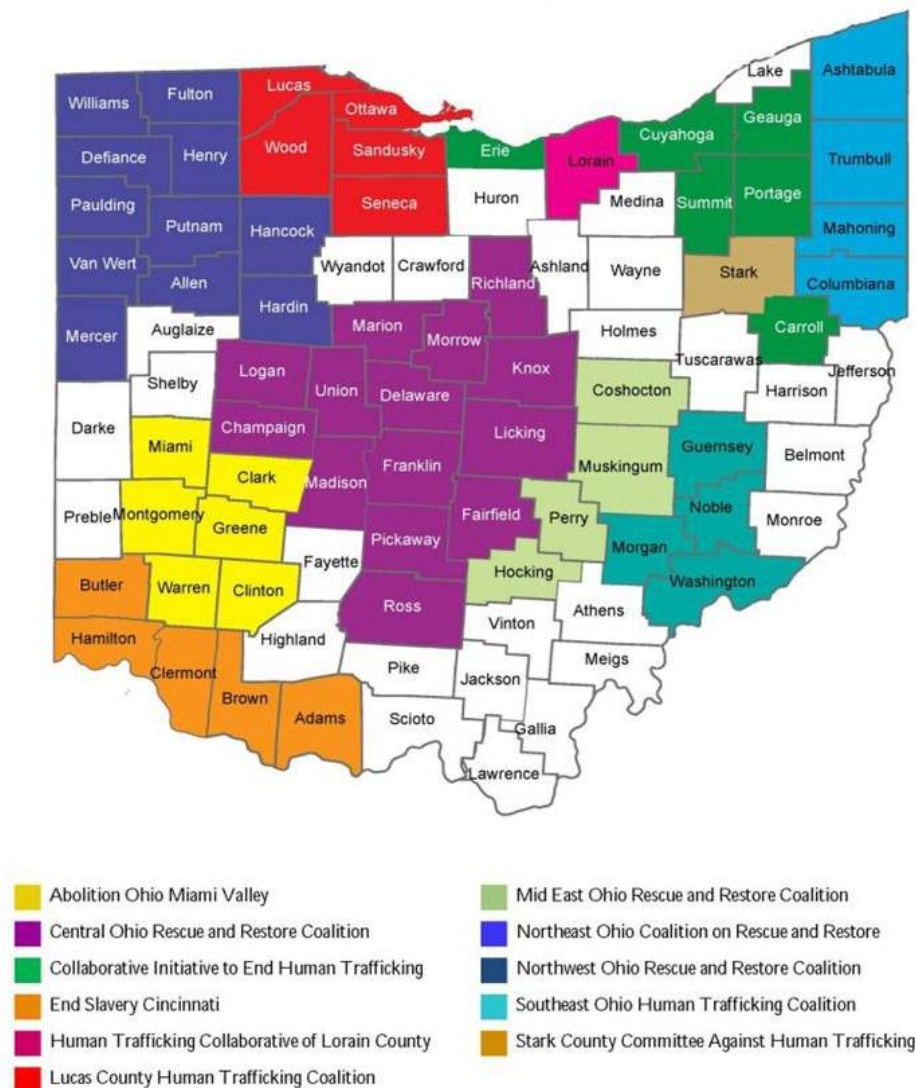 Lake
Ashtabula
Williams
Fulton
Lucas
Ottawa
Geauga
Cuyahoga
Defiance
Henry
Wood
Sandusky
Erie
Lorain
Trumbull
Paulding
Seneca
Huron
Medina
Summit
Portage
Putnam
Hancock
Mahoning
Van Wert
Allen
Wyandot
Crawford
Richland
Ashland
Wayne
Stark
Columbiana
Mercer
Auglaize
Hardin
Marion
Morrow
Holmes
Carroll
Tuscarawas
Jefferson
Shelby
Logan
Union
Delaware
Knox
Coshocton
Harrison
Darke
Champaign
Licking
Guernsey
Belmont
Miami
Clark
Madison
Franklin
Muskingum
Preble
Montgomery
Greene
Fairfield
Perry
Noble
Monroe
Fayette
Pickaway
Morgan
Butler
Warren
Clinton
Hocking
Washington
Hamilton
Highland
Ross
Vinton
Athens
Clermont
Pike
Meigs
Brown
Adams
Jackson
Scioto
Gallia
Lawrence
Abolition Ohio Miami Valley
Central Ohio Rescue and Restore Coalition
Collaborative Initiative to End Human Trafficking
End Slavery Cincinnati
Human Trafficking Collaborative of Lorain County
Lucas County Human Trafficking Coalition
Mid East Ohio Rescue and Restore Coalition
Northeast Ohio Coalition on Rescue and Restore
Northwest Ohio Rescue and Restore Coalition
Southeast Ohio Human Trafficking Coalition
Stark County Committee Against Human Trafficking